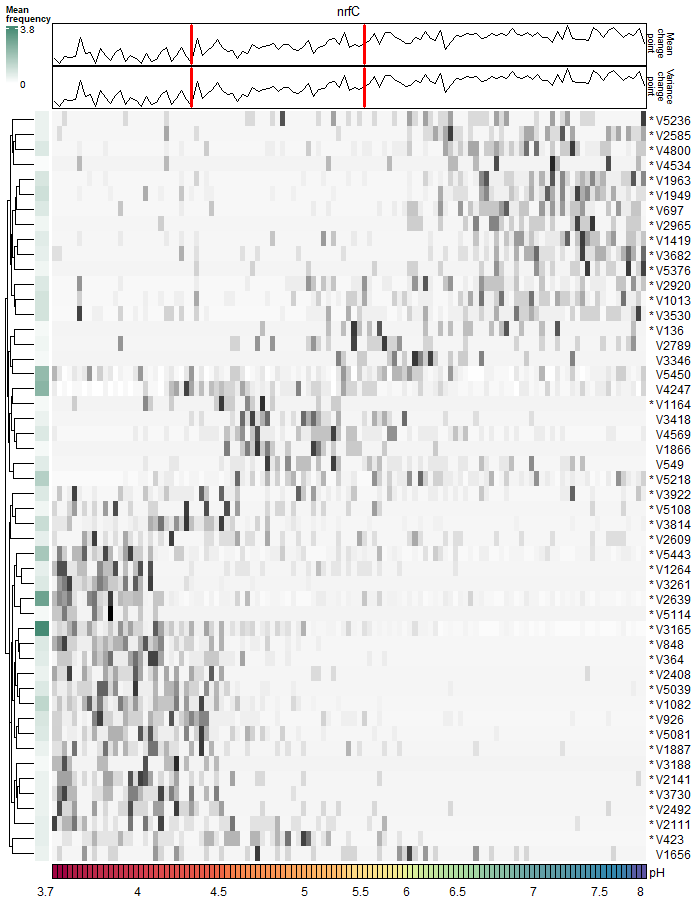 Mean
frequency
nrfC
3.8
0
Mean
change
point
Variance
change
point
* V5236
* V2585
* V4800
* V4534
* V1963
* V1949
* V697
* V2965
* V1419
* V3682
* V5376
* V2920
* V1013
* V3530
* V136
V2789
V3346
V5450
V4247
* V1164
V3418
V4569
V1866
V549
* V5218
* V3922
* V5108
* V3814
* V2609
* V5443
* V1264
* V3261
* V2639
* V5114
* V3165
* V848
* V364
* V2408
* V5039
* V1082
* V926
* V5081
* V1887
* V3188
* V2141
* V3730
* V2492
* V2111
* V423
V1656
pH
3.7 4 4.5 5 5.5 6 6.5 7 7.5 8